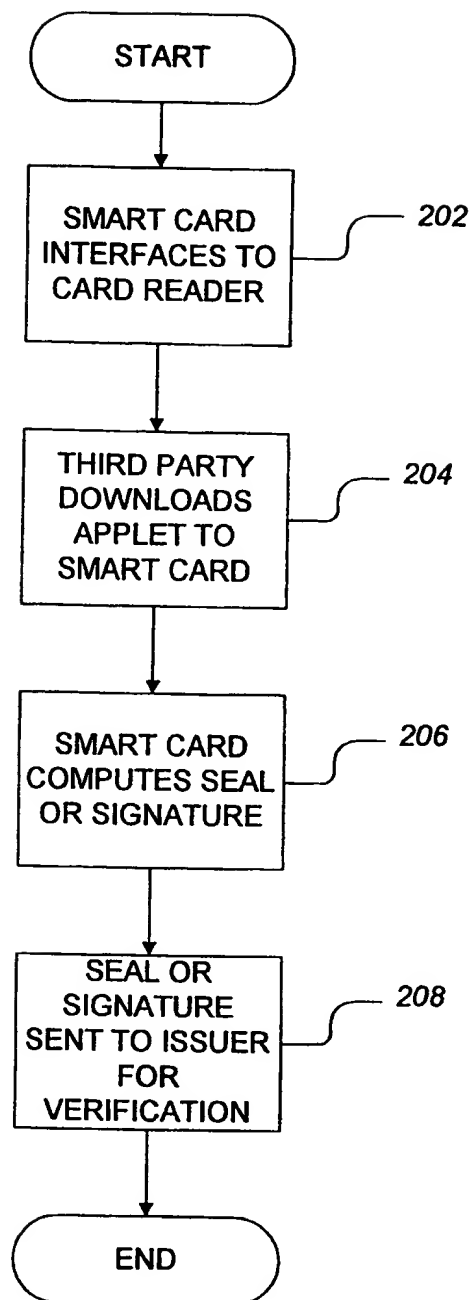 START
SMART CARD
INTERFACES TO
CARD READER
202
THIRD PARTY
DOWNLOADS
APPLET TO
SMART CARD
204
SMART CARD
COMPUTES SEAL
OR SIGNATURE
206
SEAL OR
SIGNATURE
SENT TO ISSUER
FOR
VERIFICATION
208
END